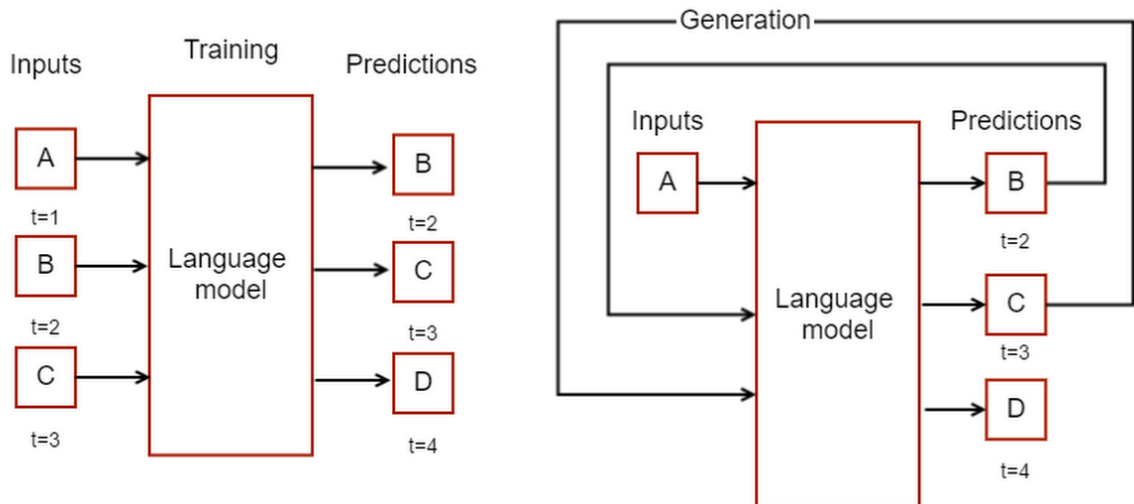 Training
Inputs
Predictions
A
B
t=1
t=2
B
C
Language
model
t=2
t=3
C
D
t=3
t=4
Generation
Inputs
Predictions
A
B
t=2
Language
model
C
t=3
D
t=4